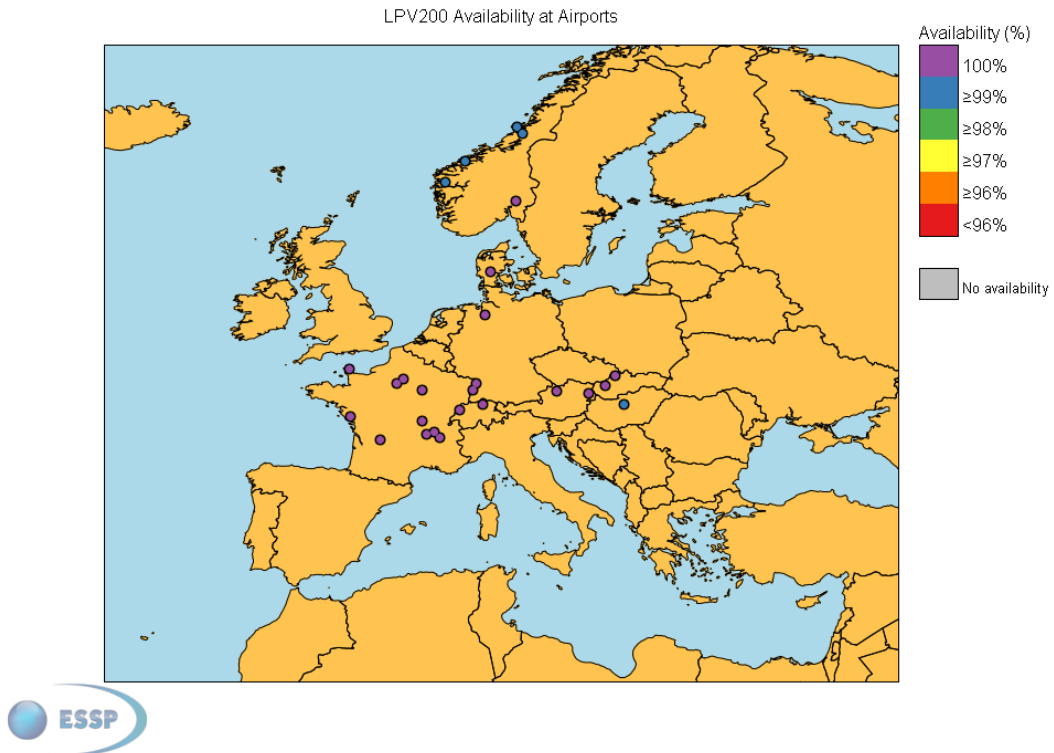 LPV200 Availability at Airports
Availability (%)
100%
≥99%
≥98%
≥97%
≥96%
<96%
No availability
ESSP